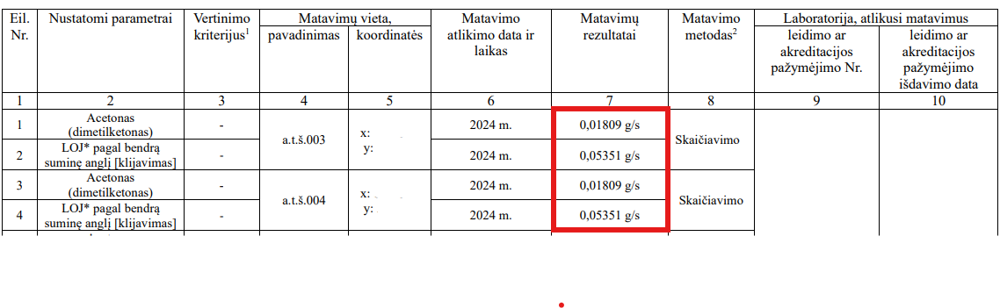 Eil. Nr.
Nustatomi parametrai
Vertinimo kriterijus1
Matavimų vieta,
pavadinimas
koordinatės
Matavimo atlikimo data ir laikas
Matavimų rezultatai
Matavimo metodas2
Laboratorija, atlikusi matavimus
leidimo ar akreditacijos pažymėjimo Nr.
leidimo ar akreditacijos pažymėjimo išdavimo data
1 2 3 4 5 6 7 8 9 10
1 Acetonas (dimetilketonas) - a.t.š.003 x: y: 2024 m. 0,01809 g/s Skaičiavimo
2 LOJ* pagal bendrą suminę anglį [klijavimas] - 2024 m. 0,05351 g/s
3 Acetonas (dimetilketonas) - a.t.š.004 x: y: 2024 m. 0,01809 g/s Skaičiavimo
4 LOJ* pagal bendrą suminę anglį [klijavimas] - 2024 m. 0,05351 g/s